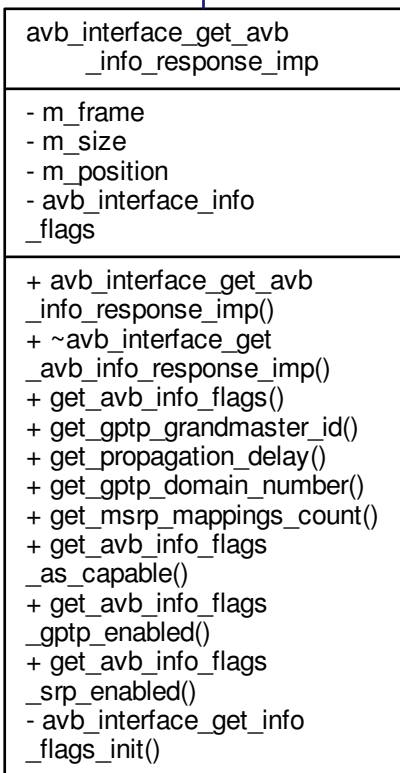 avb_interface_get_avb
_info_response_imp
- m_frame
- m_size
- m_position
- avb_interface_info
_flags
+ avb_interface_get_avb
_info_response_imp()
+ ~avb_interface_get
_avb_info_response_imp()
+ get_avb_info_flags()
+ get_gptp_grandmaster_id()
+ get_propagation_delay()
+ get_gptp_domain_number()
+ get_msrp_mappings_count()
+ get_avb_info_flags
_as_capable()
+ get_avb_info_flags
_gptp_enabled()
+ get_avb_info_flags
_srp_enabled()
- avb_interface_get_info
_flags_init()